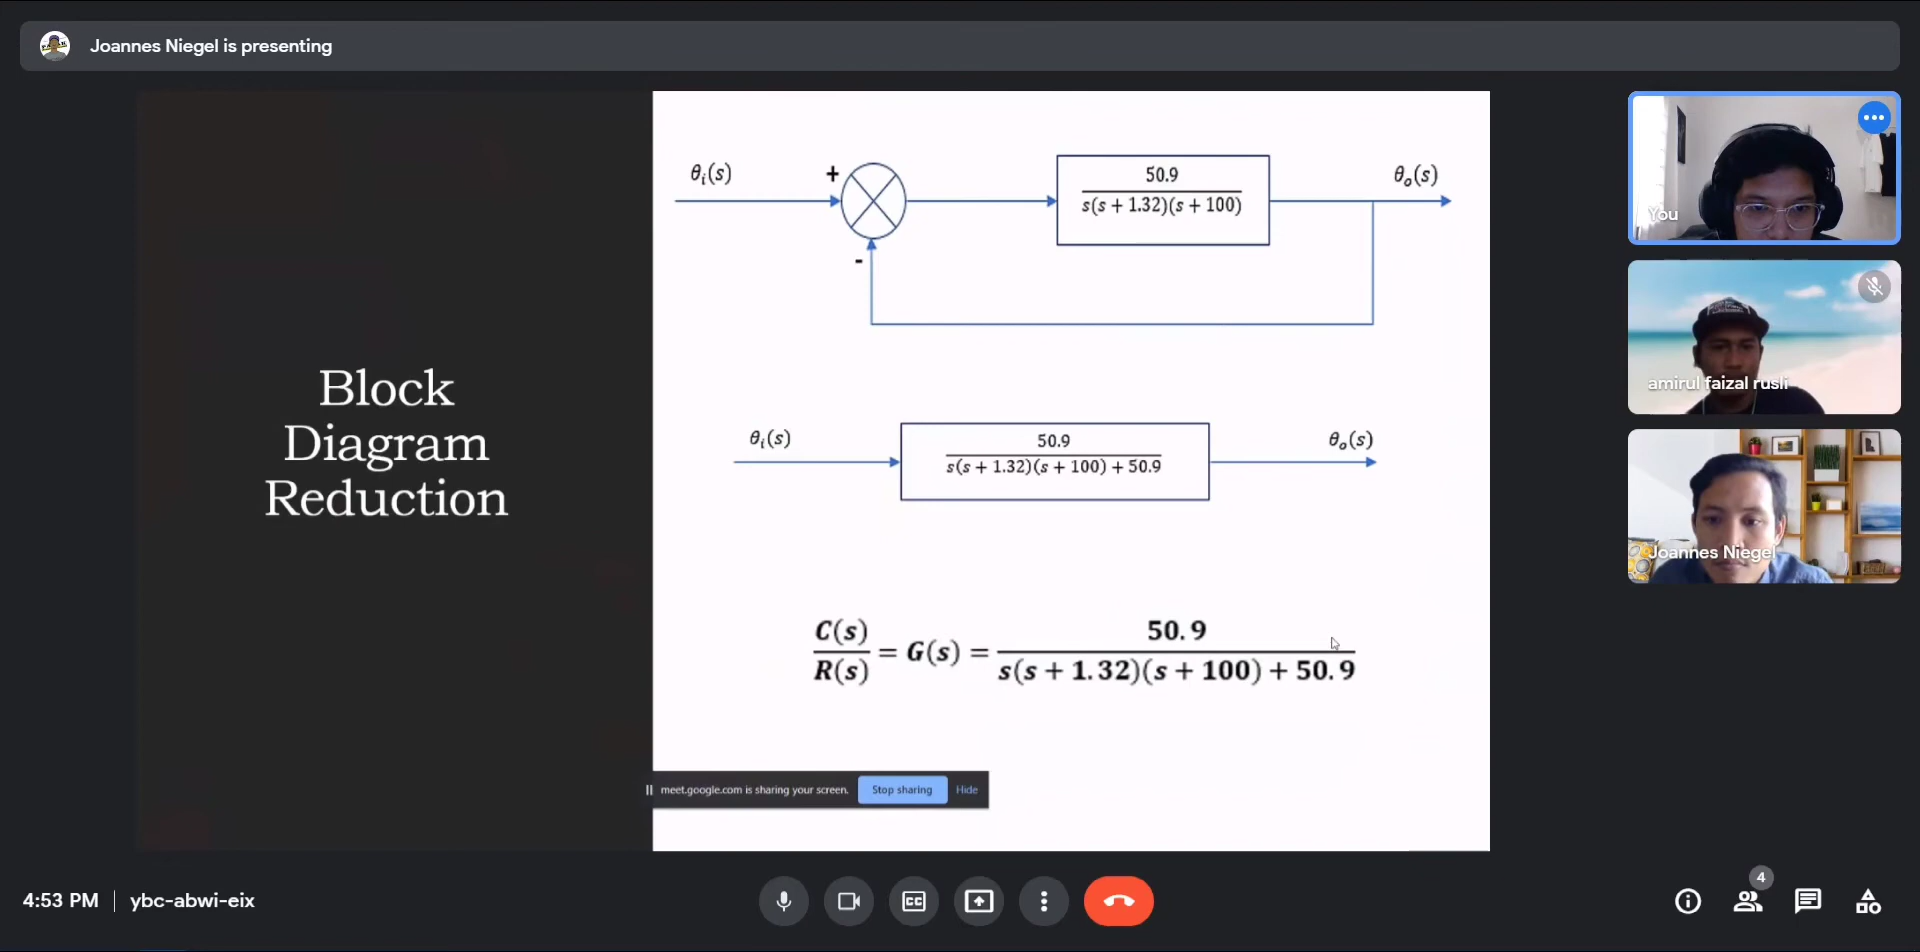 Joannes Niegel is presenting
θᵢ(s)
+
50.9
s(s + 1.32)(s + 100)
θₒ(s)
-
Block
Diagram
Reduction
θᵢ(s)
50.9
s(s + 1.32)(s + 100) + 50.9
θₒ(s)
C(s)
R(s)
= G(s) =
50.9
s(s + 1.32)(s + 100) + 50.9
meet.google.com is sharing your screen. Stop sharing Hide
You
amirul faizal rusli
Joannes Niegel
4:53 PM | ybc-abwi-eix
CC
4